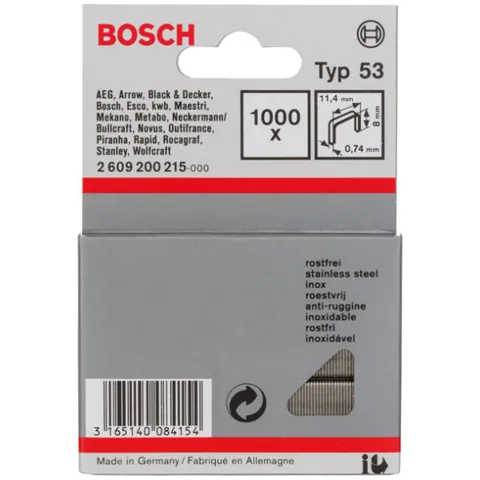 BOSCH
BOSCH
Typ 53
AEG, Arrow, Black & Decker,
Bosch, Esco, kwb, Maestri,
Mekano, Metabo, Neckermann/
Bullcraft, Novus, Outifrance,
Piranha, Rapid, Rocagraf,
Stanley, Wolfcraft
2 609 200 215-000
1000
x
11,4 mm
8 mm
0,74 mm
rostfrei
stainless steel
inox
roestvrij
anti-ruggine
inoxidable
rostfri
inoxidável
3 165140 084154
Made in Germany / Fabriqué en Allemagne